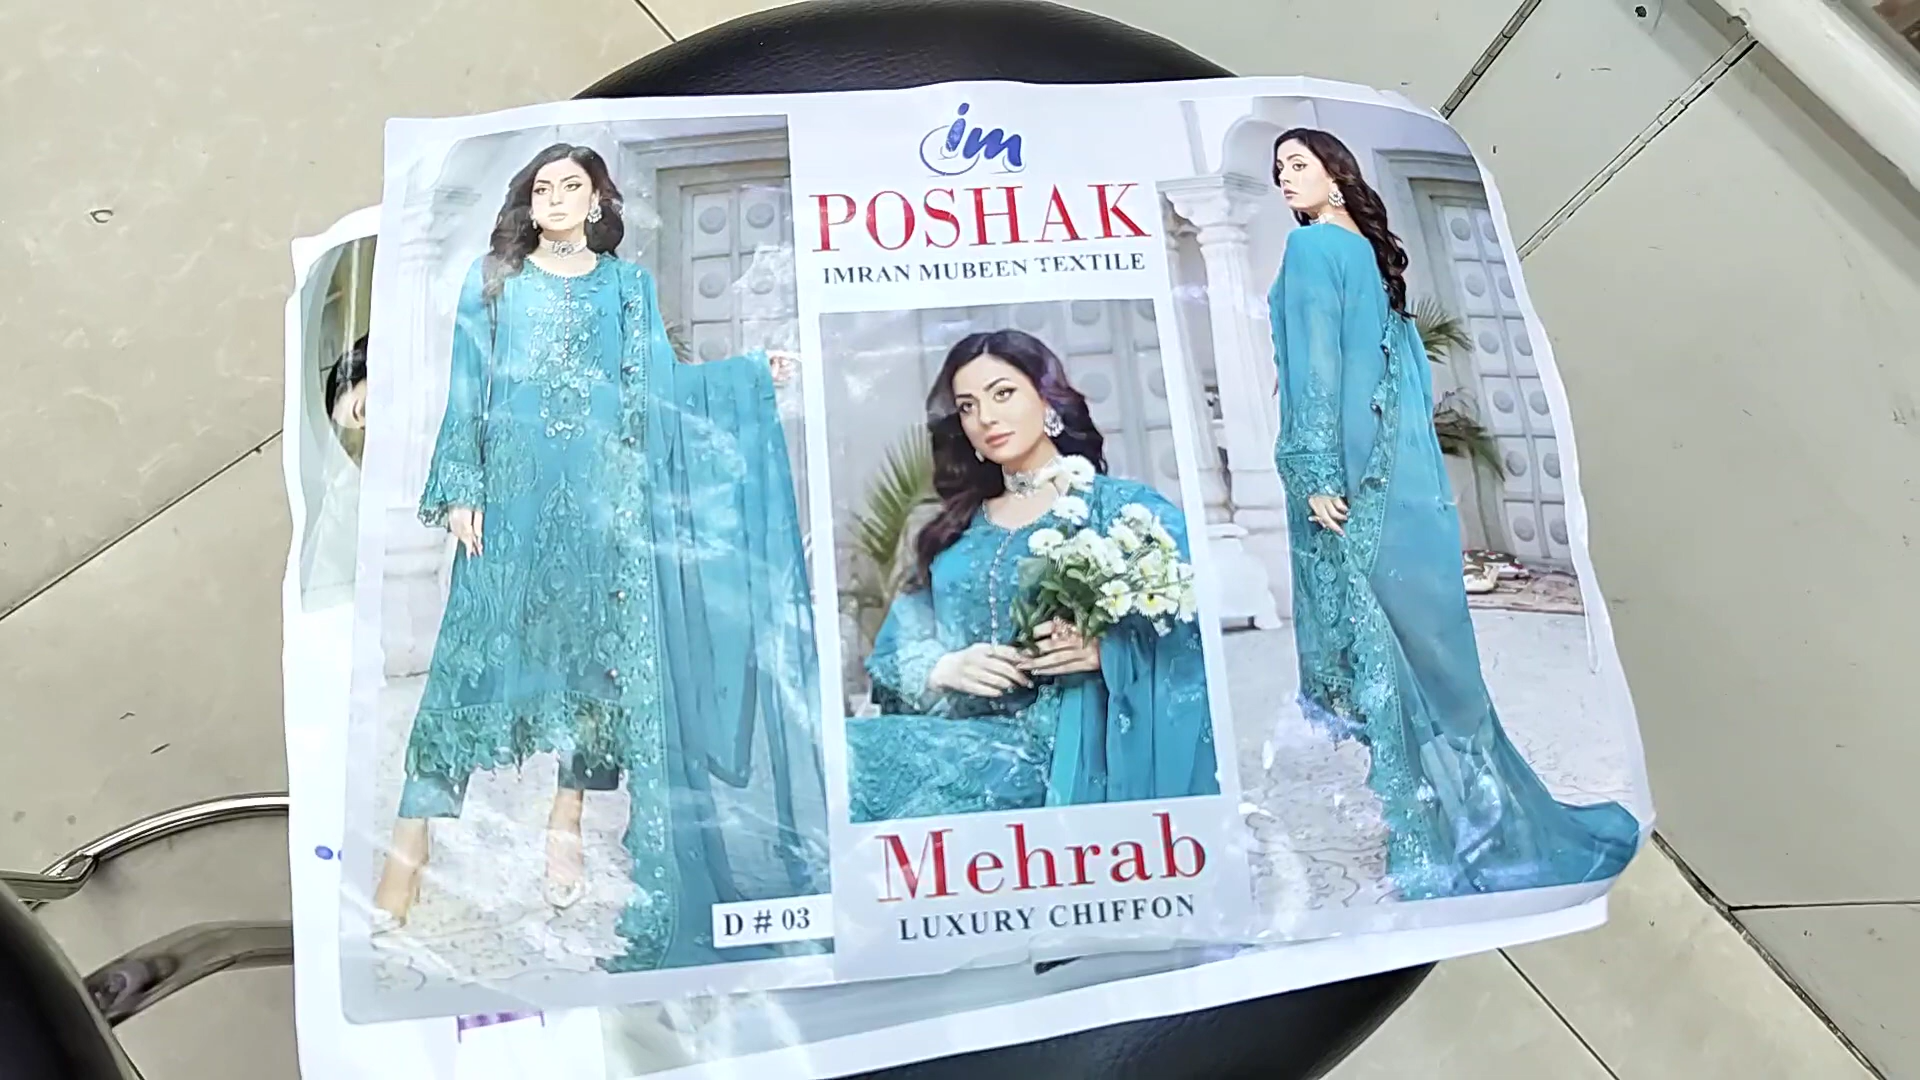 im
POSHAK
IMRAN MUBEEN TEXTILE
Mehrab
LUXURY CHIFFON
D # 03